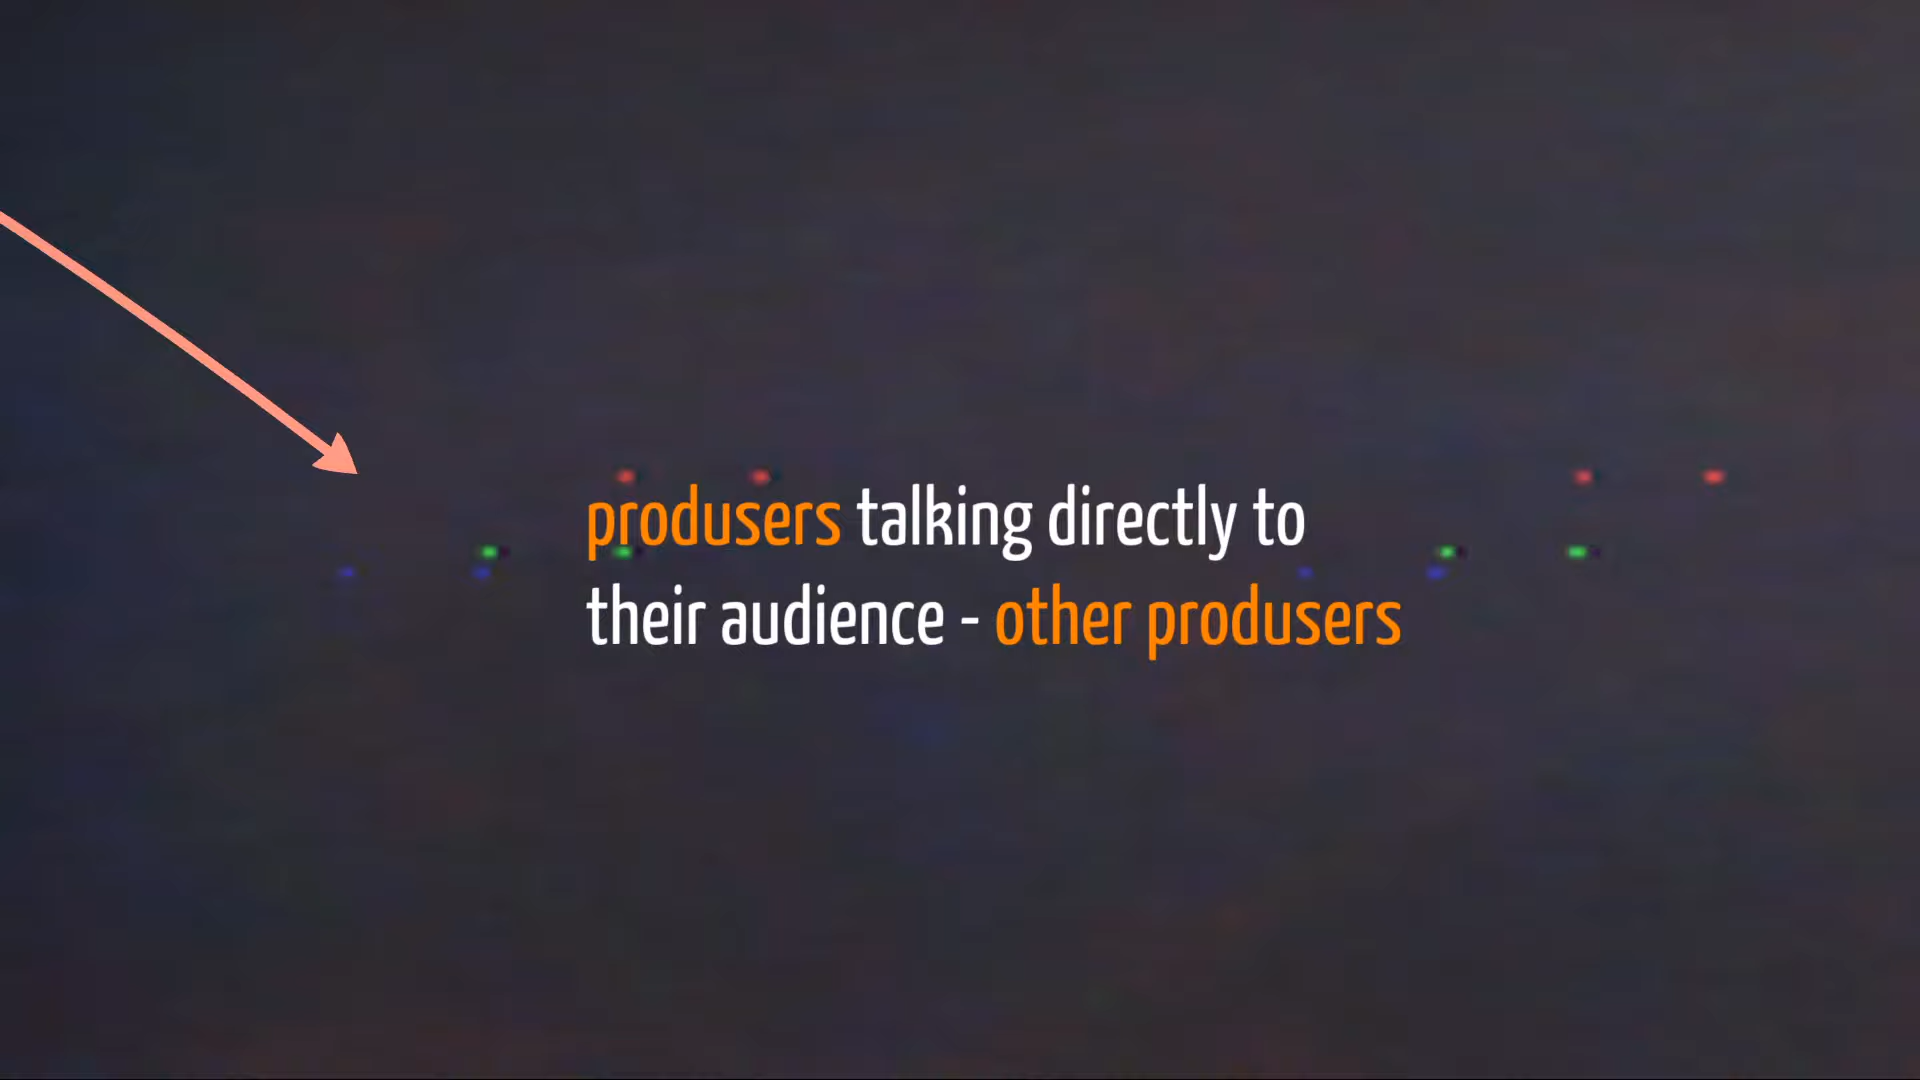 produsers talking directly to
their audience - other produsers